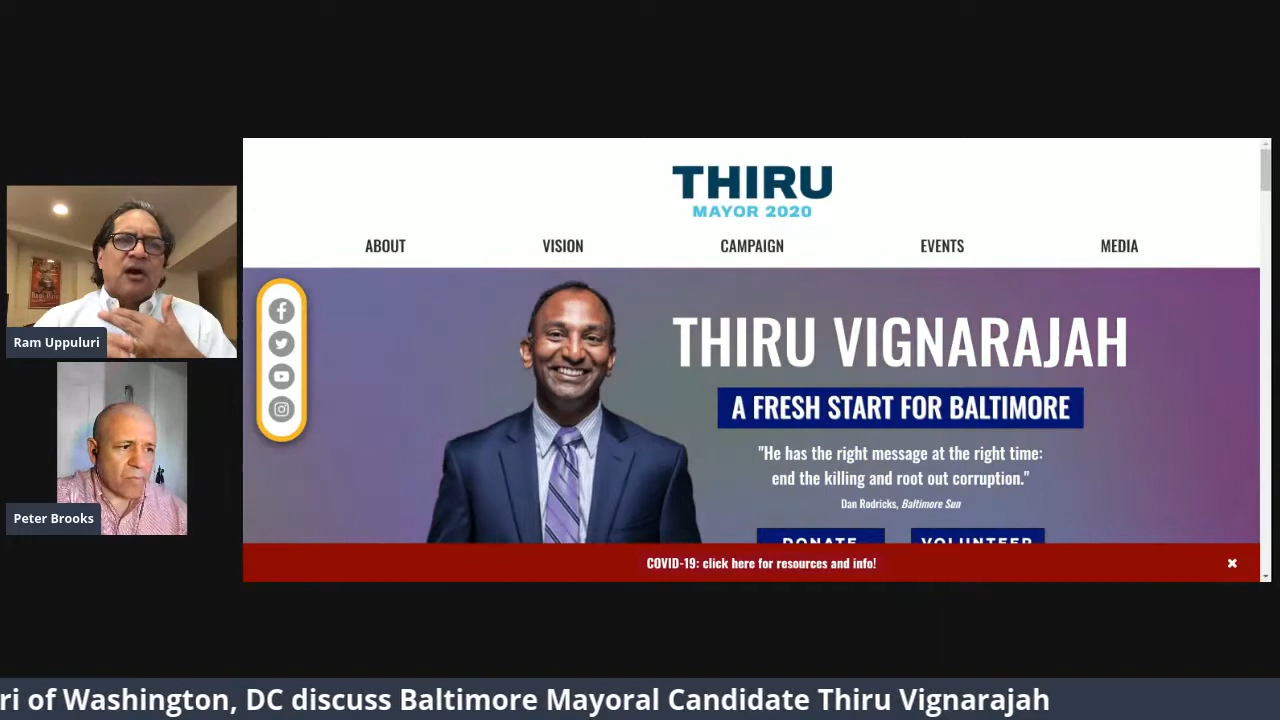 THIRU
MAYOR 2020
ABOUT VISION CAMPAIGN EVENTS MEDIA
Ram Uppuluri
Peter Brooks
THIRU VIGNARAJAH
A FRESH START FOR BALTIMORE
"He has the right message at the right time:
end the killing and root out corruption."
Dan Rodricks, Baltimore Sun
DONATE VOLUNTEER
COVID-19: click here for resources and info!
ri of Washington, DC discuss Baltimore Mayoral Candidate Thiru Vignarajah